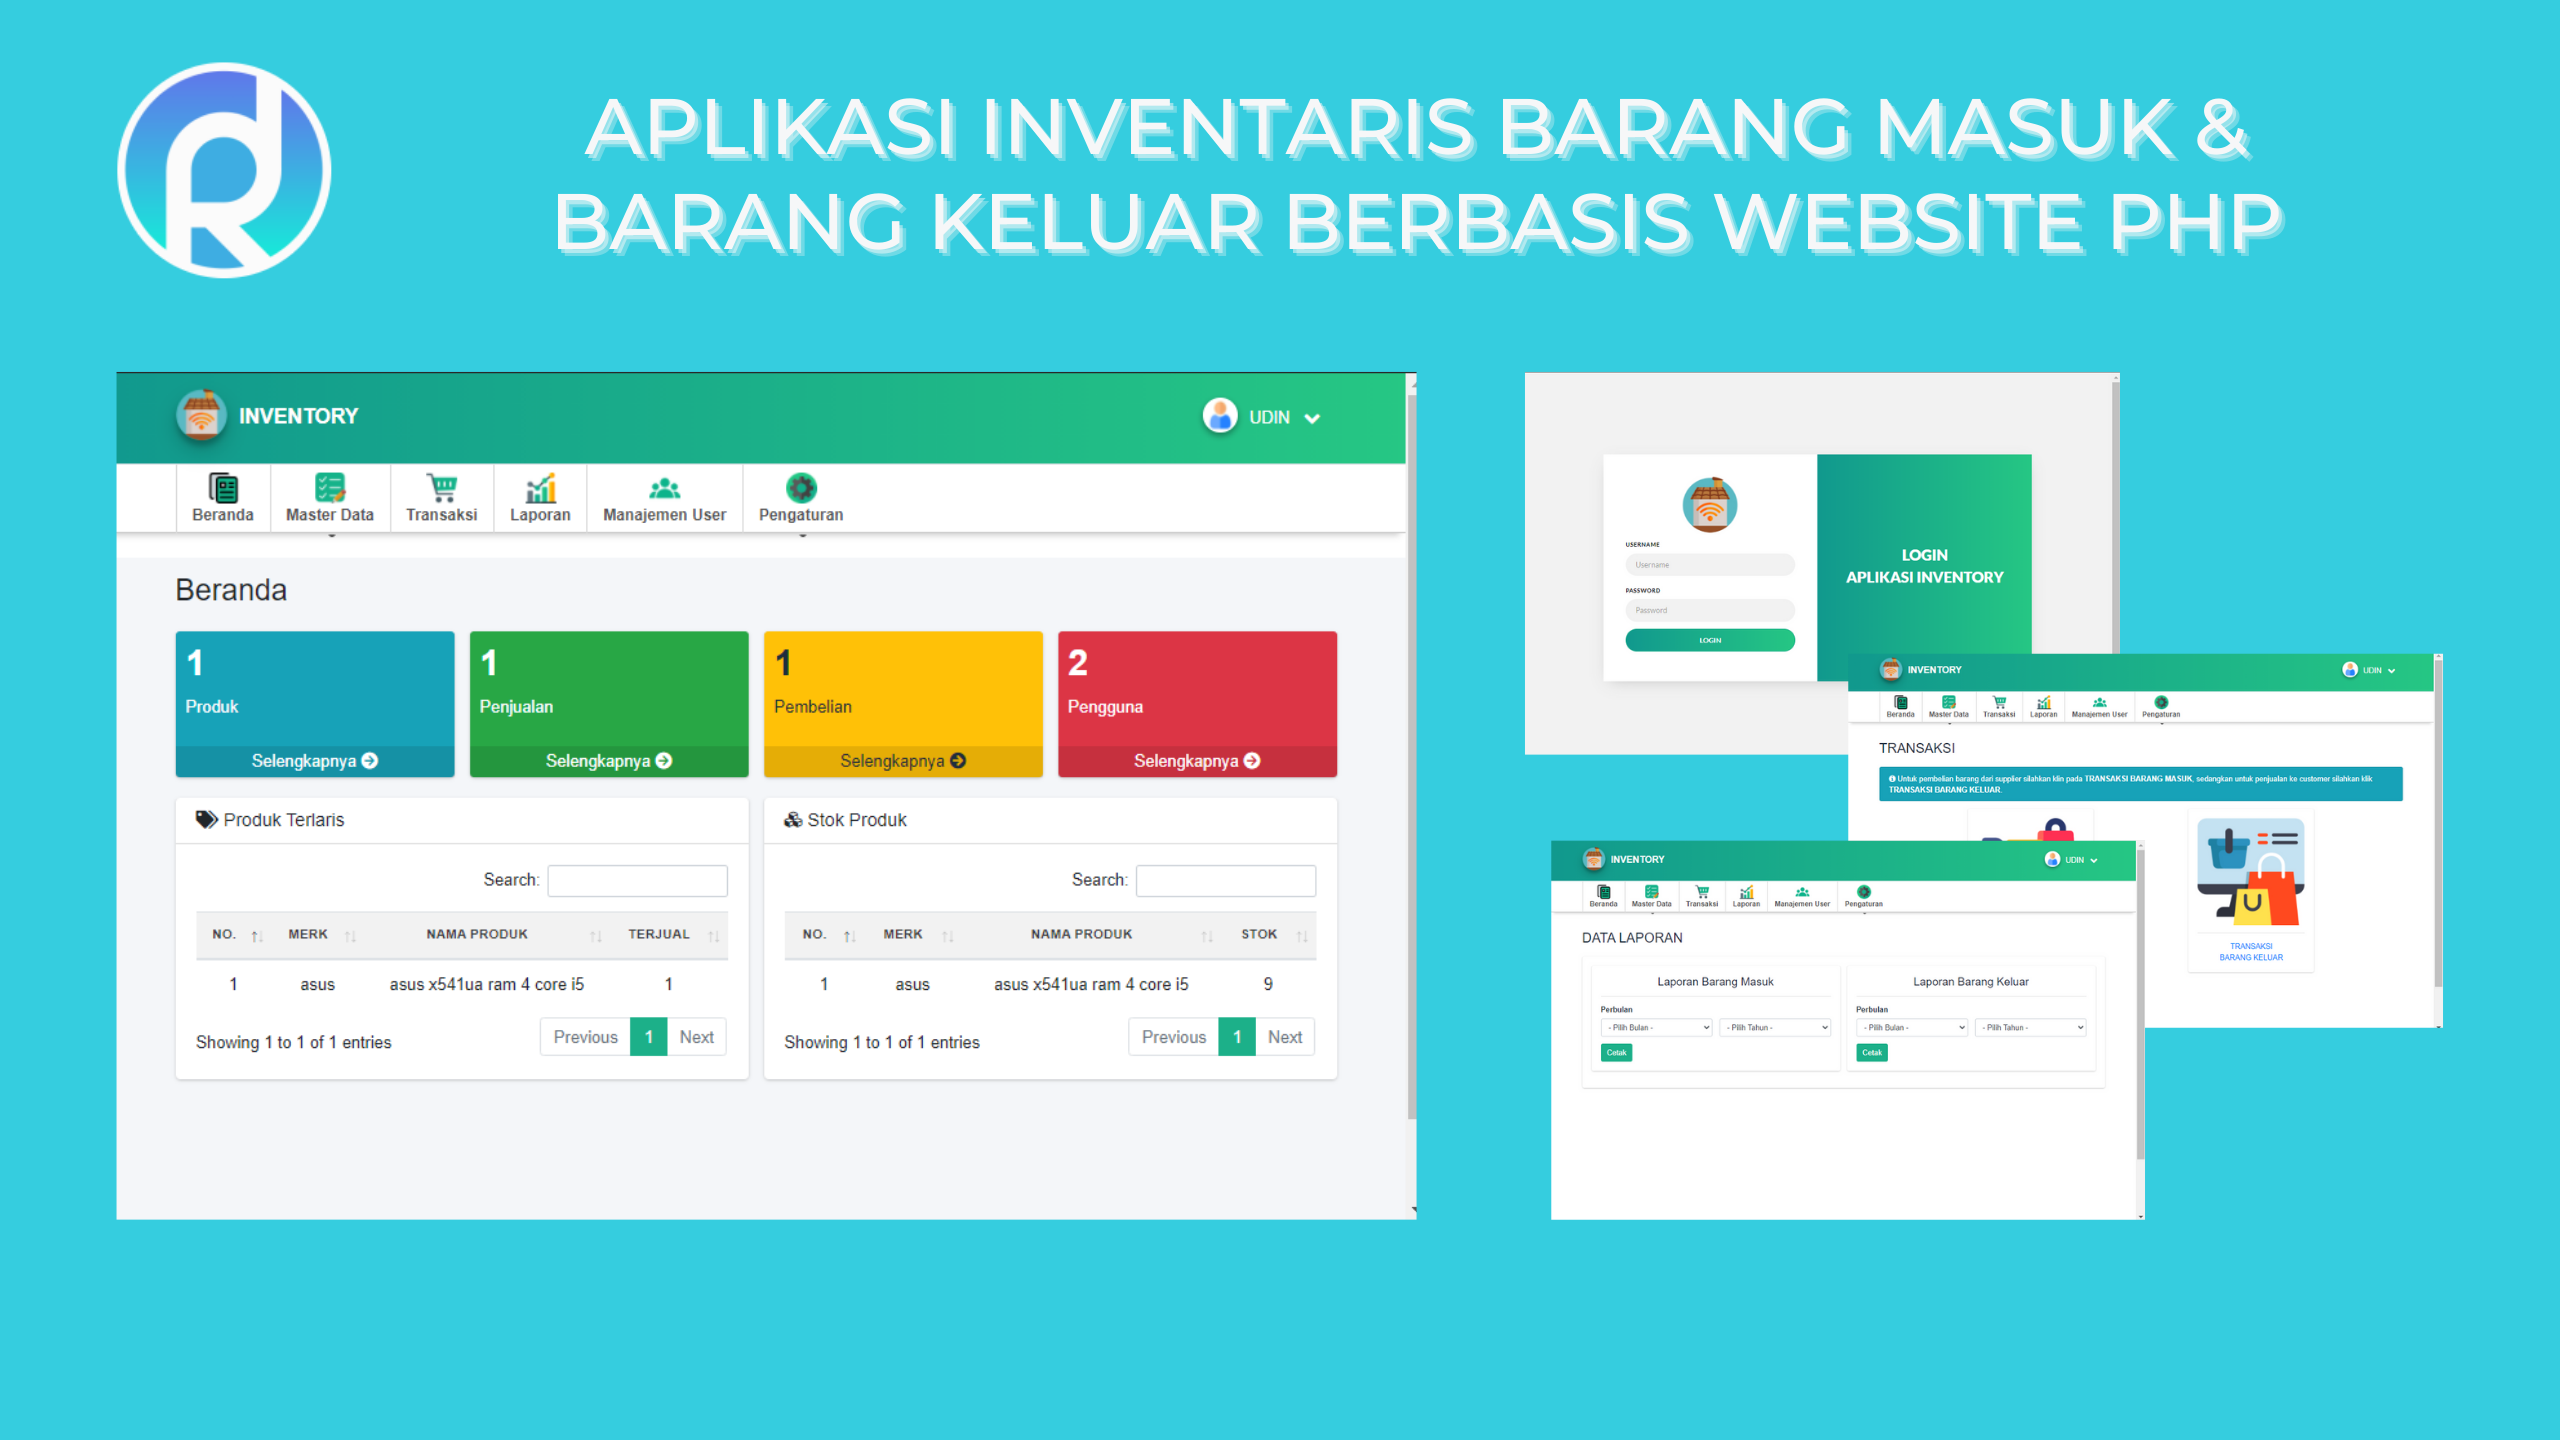 APLIKASI INVENTARIS BARANG MASUK &
BARANG KELUAR BERBASIS WEBSITE PHP
INVENTORY
UDIN
Beranda
Master Data
Transaksi
Laporan
Manajemen User
Pengaturan
Beranda
1
Produk
Selengkapnya
1
Penjualan
Selengkapnya
1
Pembelian
Selengkapnya
2
Pengguna
Selengkapnya
Produk Terlaris
Search:
NO. MERK NAMA PRODUK TERJUAL
1 asus asus x541ua ram 4 core i5 1
Showing 1 to 1 of 1 entries
Previous 1 Next
Stok Produk
Search:
NO. MERK NAMA PRODUK STOK
1 asus asus x541ua ram 4 core i5 9
Showing 1 to 1 of 1 entries
Previous 1 Next
USERNAME
Username
PASSWORD
Password
LOGIN
LOGIN
APLIKASI INVENTORY
INVENTORY
UDIN
Beranda
Master Data
Transaksi
Laporan
Manajemen User
Pengaturan
TRANSAKSI
Untuk pembelian barang dari supplier silahkan klin pada TRANSAKSI BARANG MASUK, sedangkan untuk penjualan ke customer silahkan klik
TRANSAKSI BARANG KELUAR.
TRANSAKSI
BARANG KELUAR
INVENTORY
UDIN
Beranda
Master Data
Transaksi
Laporan
Manajemen User
Pengaturan
DATA LAPORAN
Laporan Barang Masuk
Perbulan
- Pilih Bulan -
- Pilih Tahun -
Cetak
Laporan Barang Keluar
Perbulan
- Pilih Bulan -
- Pilih Tahun -
Cetak